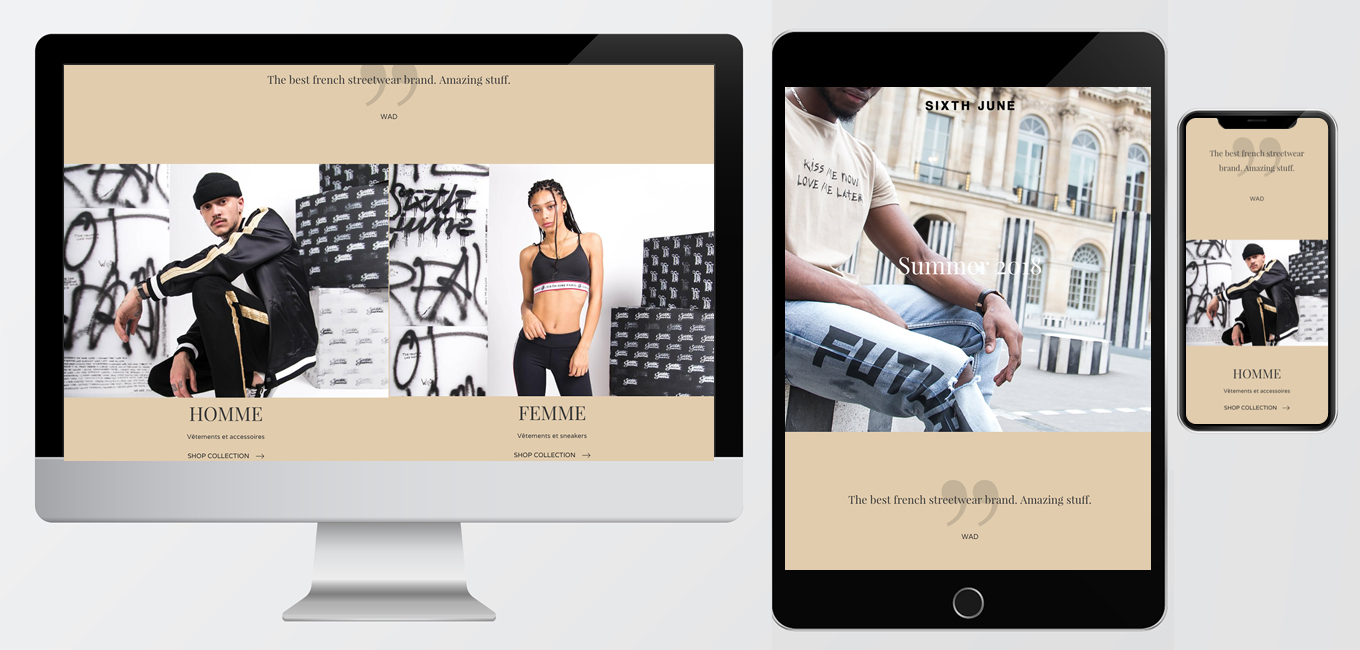 The best french streetwear brand. Amazing stuff.
WAD
Sixth June
HOMME
Vêtements et accessoires
SHOP COLLECTION →
FEMME
Vêtements et sneakers
SHOP COLLECTION →
SIXTH JUNE
KISS ME NOW
LOVE ME LATER
Summer 2018
The best french streetwear brand. Amazing stuff.
WAD
The best french streetwear
brand. Amazing stuff.
WAD
HOMME
Vêtements et accessoires
SHOP COLLECTION →